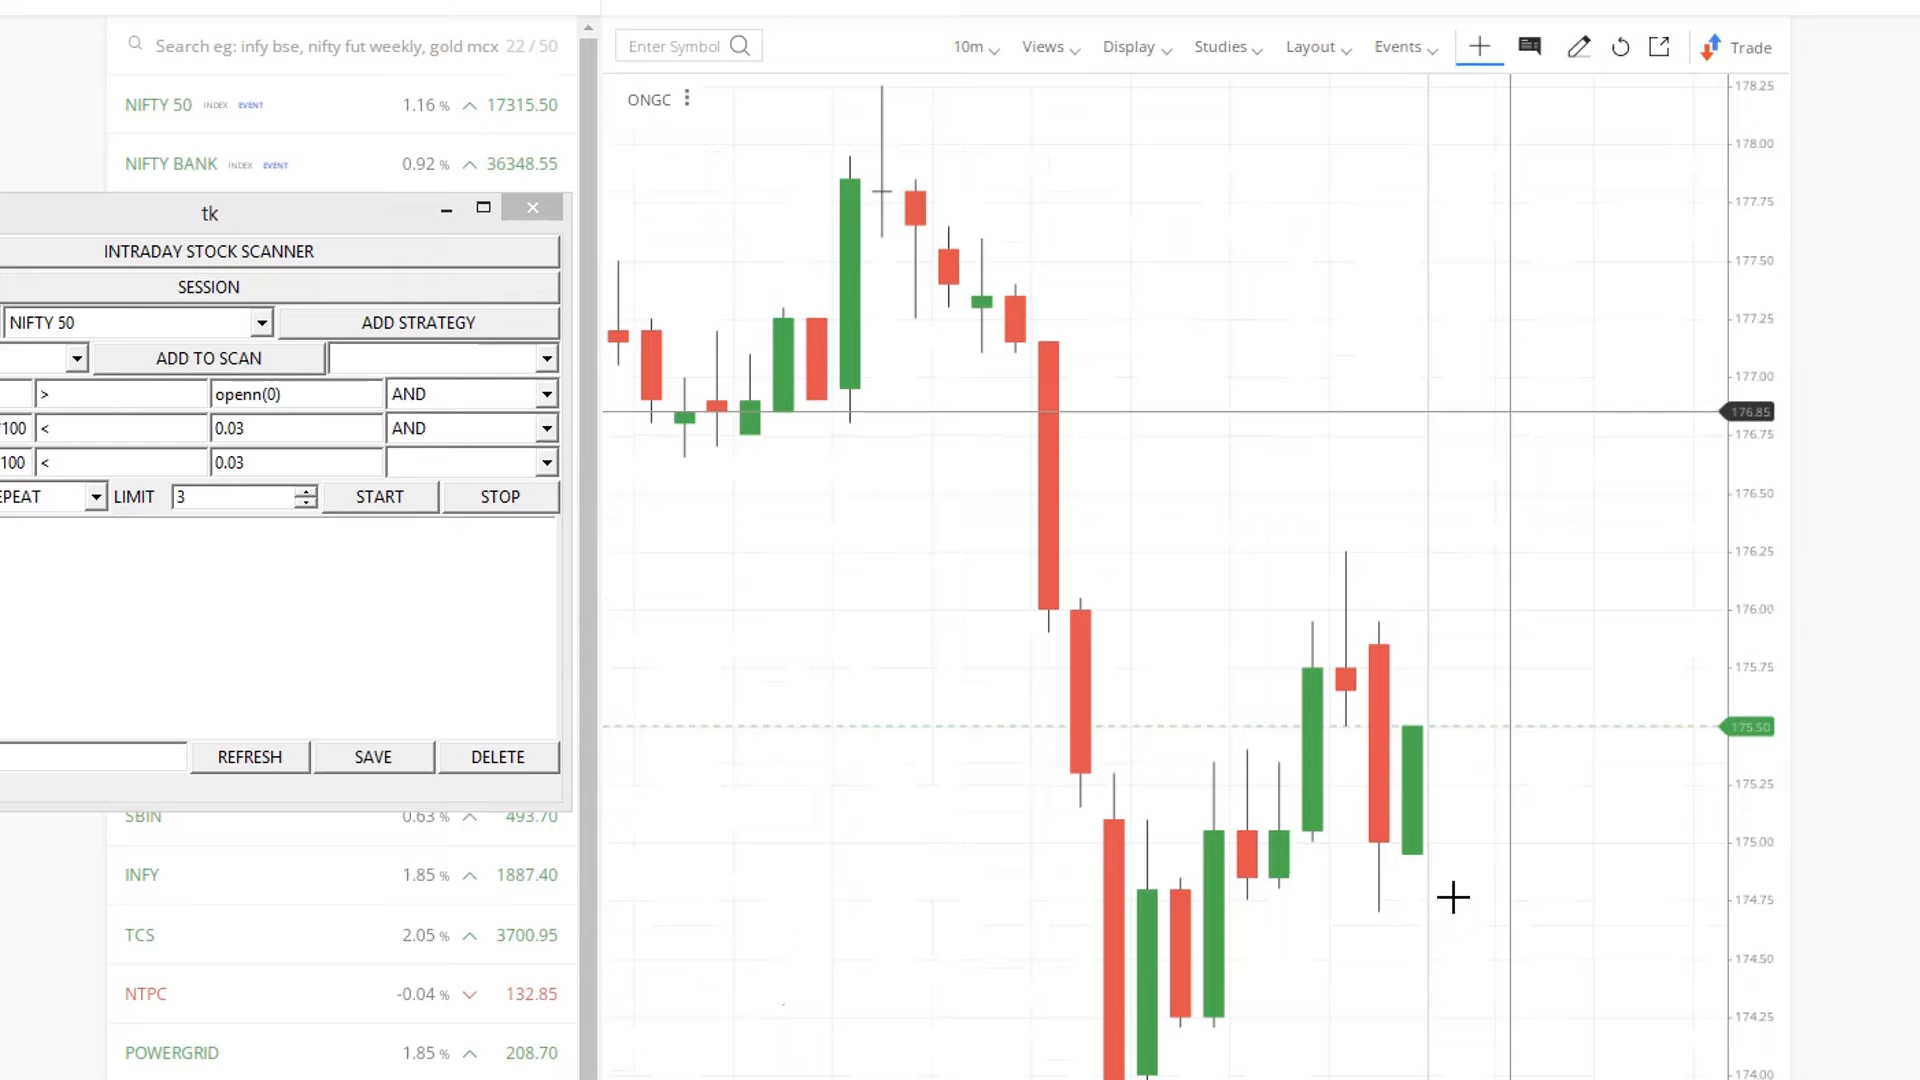 Search eg: infy bse, nifty fut weekly, gold mcx 22 / 50
NIFTY 50 INDEX EVENT 1.16 % 17315.50
NIFTY BANK INDEX EVENT 0.92 % 36348.55
tk
INTRADAY STOCK SCANNER
SESSION
NIFTY 50 ADD STRATEGY
ADD TO SCAN
> openn(0) AND
100 < 0.03 AND
100 < 0.03
EPEAT LIMIT 3 START STOP
REFRESH SAVE DELETE
SBIN 0.63 % 493.70
INFY 1.85 % 1887.40
TCS 2.05 % 3700.95
NTPC -0.04 % 132.85
POWERGRID 1.85 % 208.70
Enter Symbol 10m Views Display Studies Layout Events Trade
ONGC
178.25
178.00
177.75
177.50
177.25
177.00
176.85
176.75
176.50
176.25
176.00
175.75
175.50
175.25
175.00
174.75
174.50
174.25
174.00